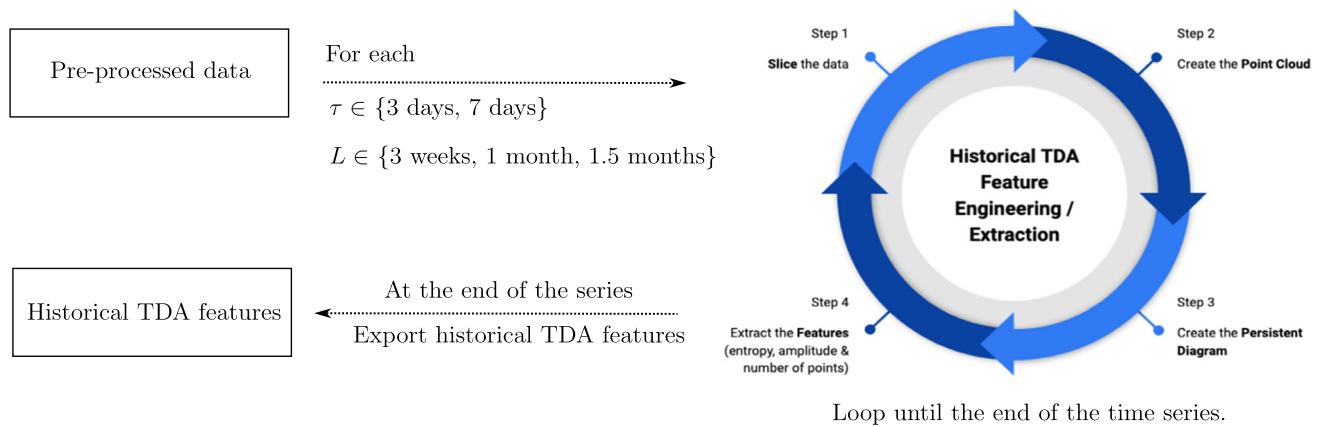 Pre-processed data
For each
τ ∈ {3 days, 7 days}
L ∈ {3 weeks, 1 month, 1.5 months}
Step 1
Slice the data
Step 2
Create the Point Cloud
Historical TDA
Feature
Engineering /
Extraction
Step 3
Create the Persistent
Diagram
Step 4
Extract the Features
(entropy, amplitude &
number of points)
Loop until the end of the time series.
At the end of the series
Export historical TDA features
Historical TDA features